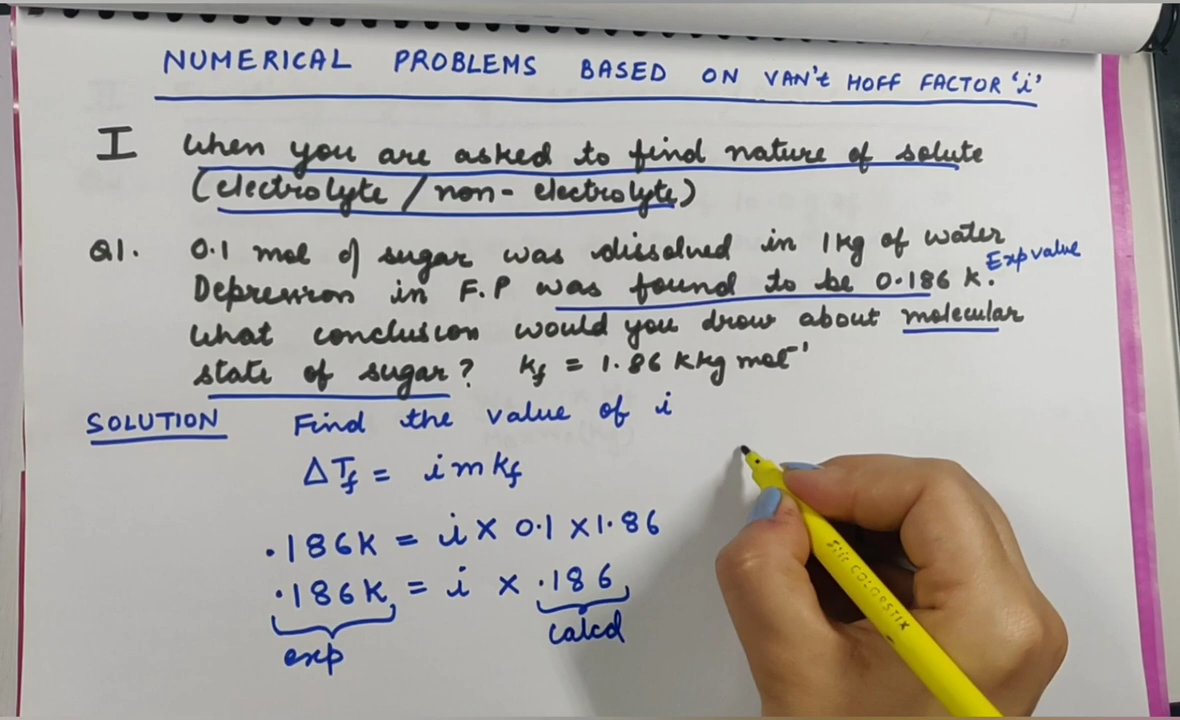 NUMERICAL PROBLEMS BASED ON VAN't HOFF FACTOR 'i'
I when you are asked to find nature of solute
(electrolyte / non- electrolyte)
Q1. 0.1 mol of sugar was dissolved in 1kg of water
Depression in F.P was found to be 0.186 K. Exp value
What conclusion would you drow about molecular
state of sugar? Kf = 1.86 K Kg mol⁻¹
SOLUTION Find the value of i
ΔTf = i m Kf
.186K = i X 0.1 X 1.86
.186K = i X .186
exp calcd